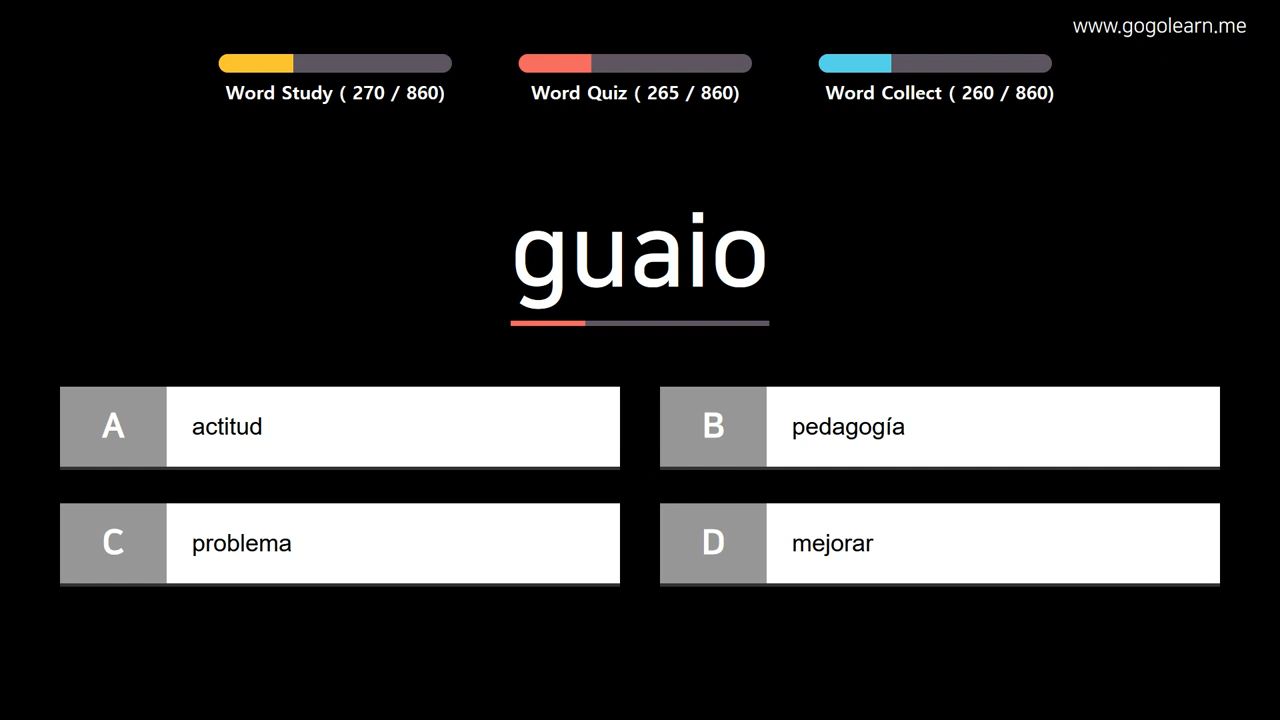 www.gogolearn.me
Word Study ( 270 / 860)
Word Quiz ( 265 / 860)
Word Collect ( 260 / 860)
guaio
A actitud
B pedagogía
C problema
D mejorar